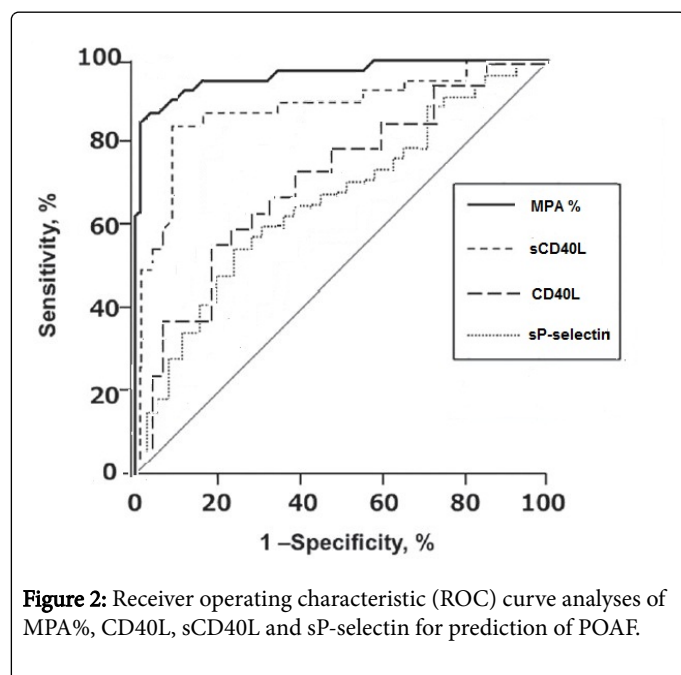 100
80
60
40
20
0
Sensitivity, %
0 20 40 60 80 100
1 –Specificity, %
MPA %
sCD40L
CD40L
sP-selectin
Figure 2: Receiver operating characteristic (ROC) curve analyses of
MPA%, CD40L, sCD40L and sP-selectin for prediction of POAF.